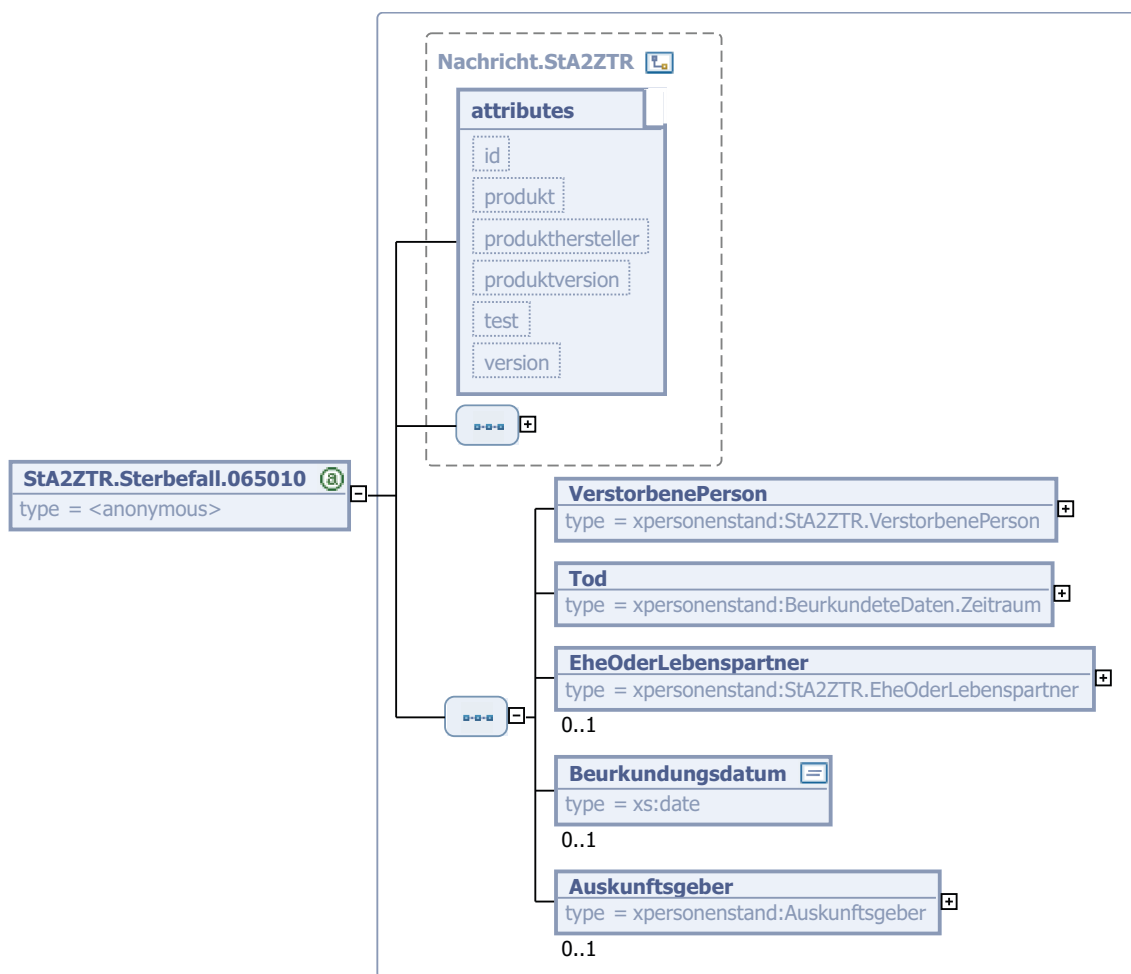 Nachricht.StA2ZTR
attributes
id
produkt
produkthersteller
produktversion
test
version
StA2ZTR.Sterbefall.065010 a
type = <anonymous>
VerstorbenePerson
type = xpersonenstand:StA2ZTR.VerstorbenePerson
Tod
type = xpersonenstand:BeurkundeteDaten.Zeitraum
EheOderLebenspartner
type = xpersonenstand:StA2ZTR.EheOderLebenspartner
0..1
Beurkundungsdatum
type = xs:date
0..1
Auskunftsgeber
type = xpersonenstand:Auskunftsgeber
0..1